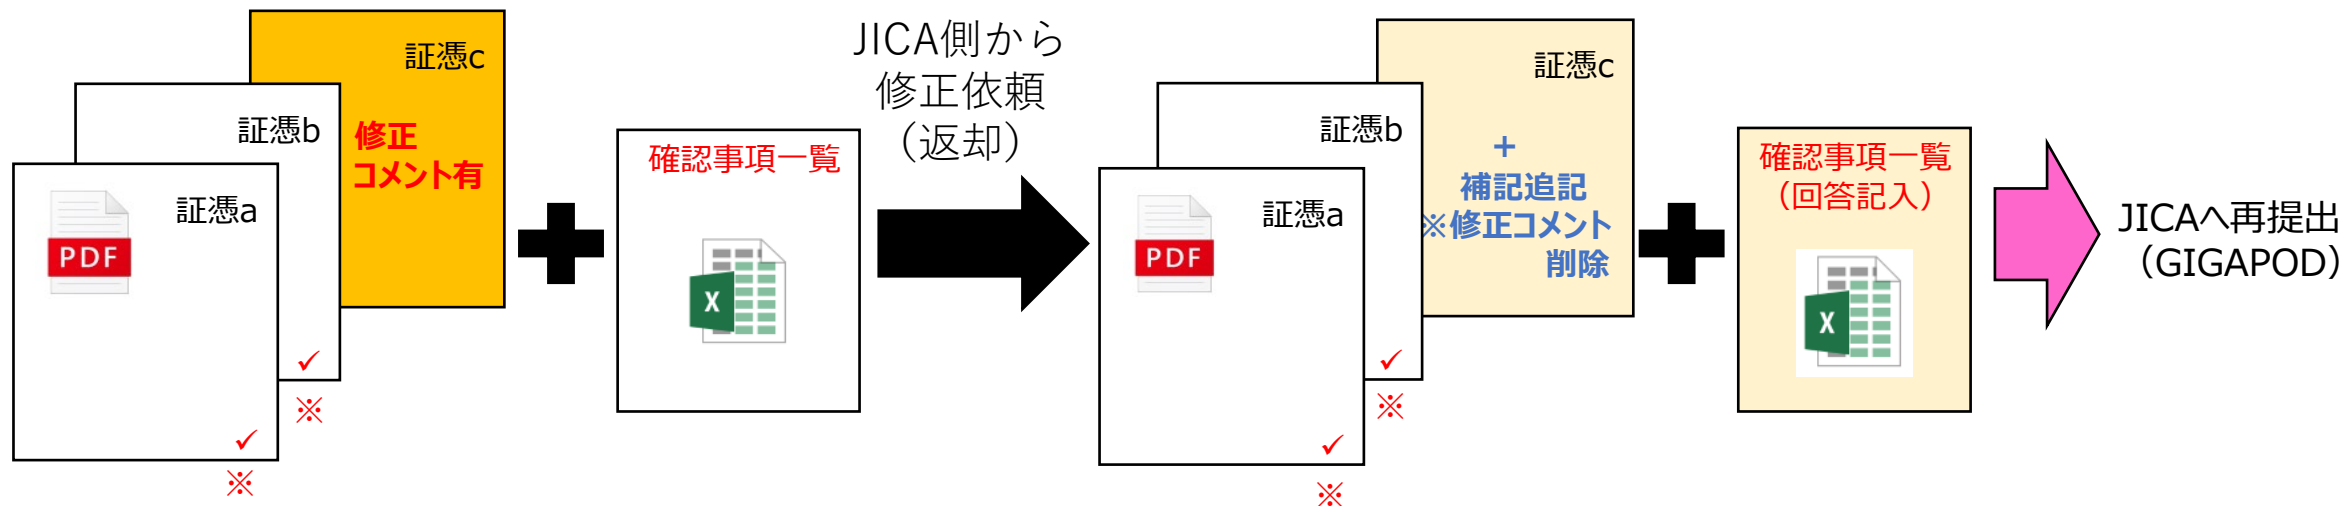 証憑c
証憑b
修正
コメント有
証憑a
PDF
✓
※
✓
※
確認事項一覧
X
JICA側から
修正依頼
（返却）
証憑c
証憑b
+
補記追記
※修正コメント
削除
証憑a
PDF
✓
※
✓
※
確認事項一覧
（回答記入）
X
JICAへ再提出
（GIGAPOD）